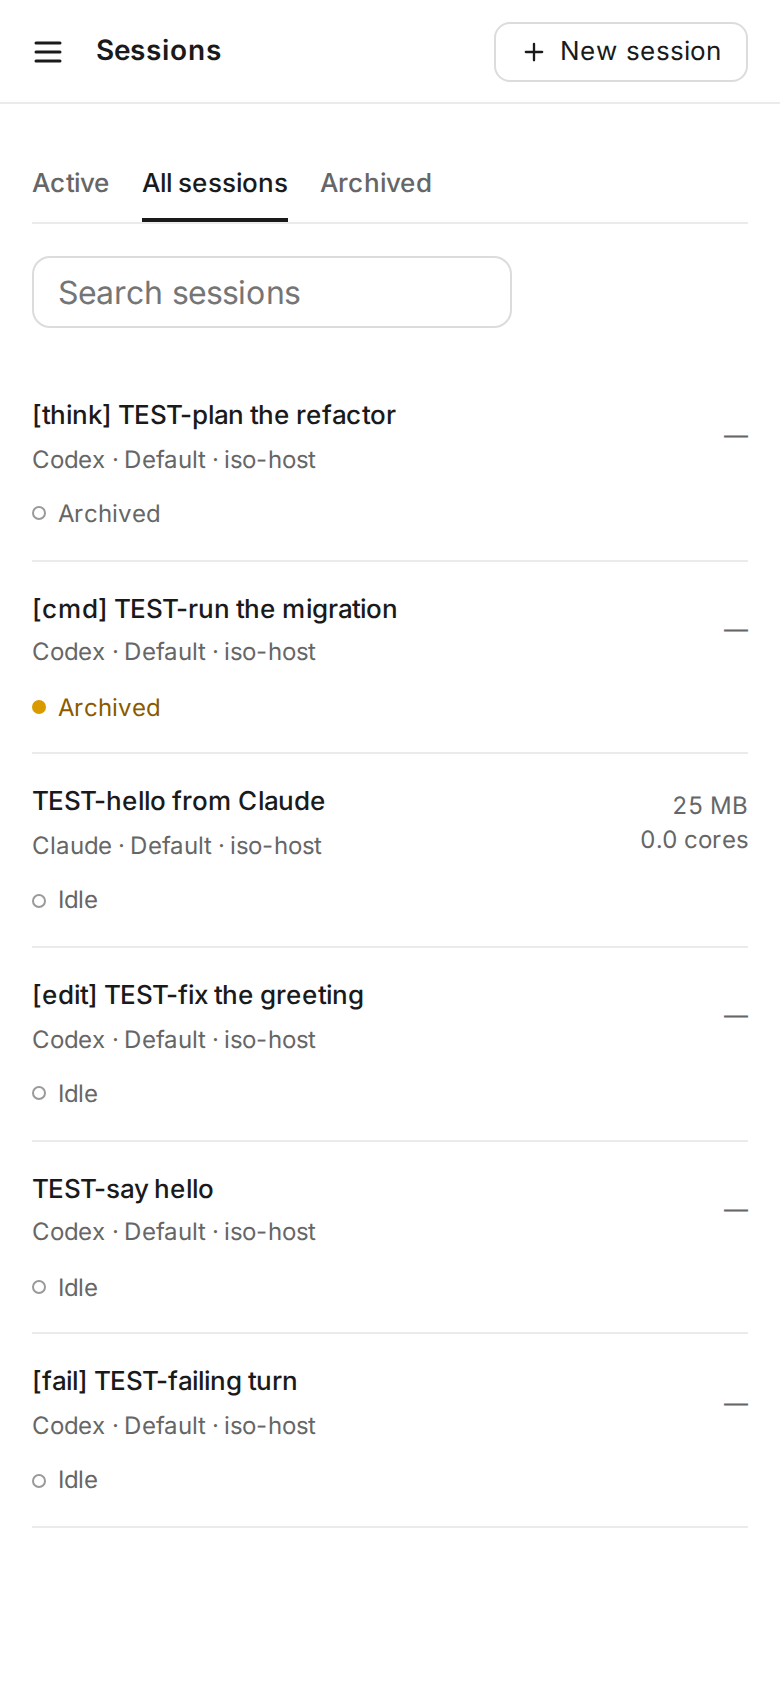 Sessions
+ New session
Active All sessions Archived
Search sessions
[think] TEST-plan the refactor
Codex · Default · iso-host
—
Archived
[cmd] TEST-run the migration
Codex · Default · iso-host
—
Archived
TEST-hello from Claude
25 MB
Claude · Default · iso-host
0.0 cores
Idle
[edit] TEST-fix the greeting
Codex · Default · iso-host
—
Idle
TEST-say hello
Codex · Default · iso-host
—
Idle
[fail] TEST-failing turn
Codex · Default · iso-host
—
Idle